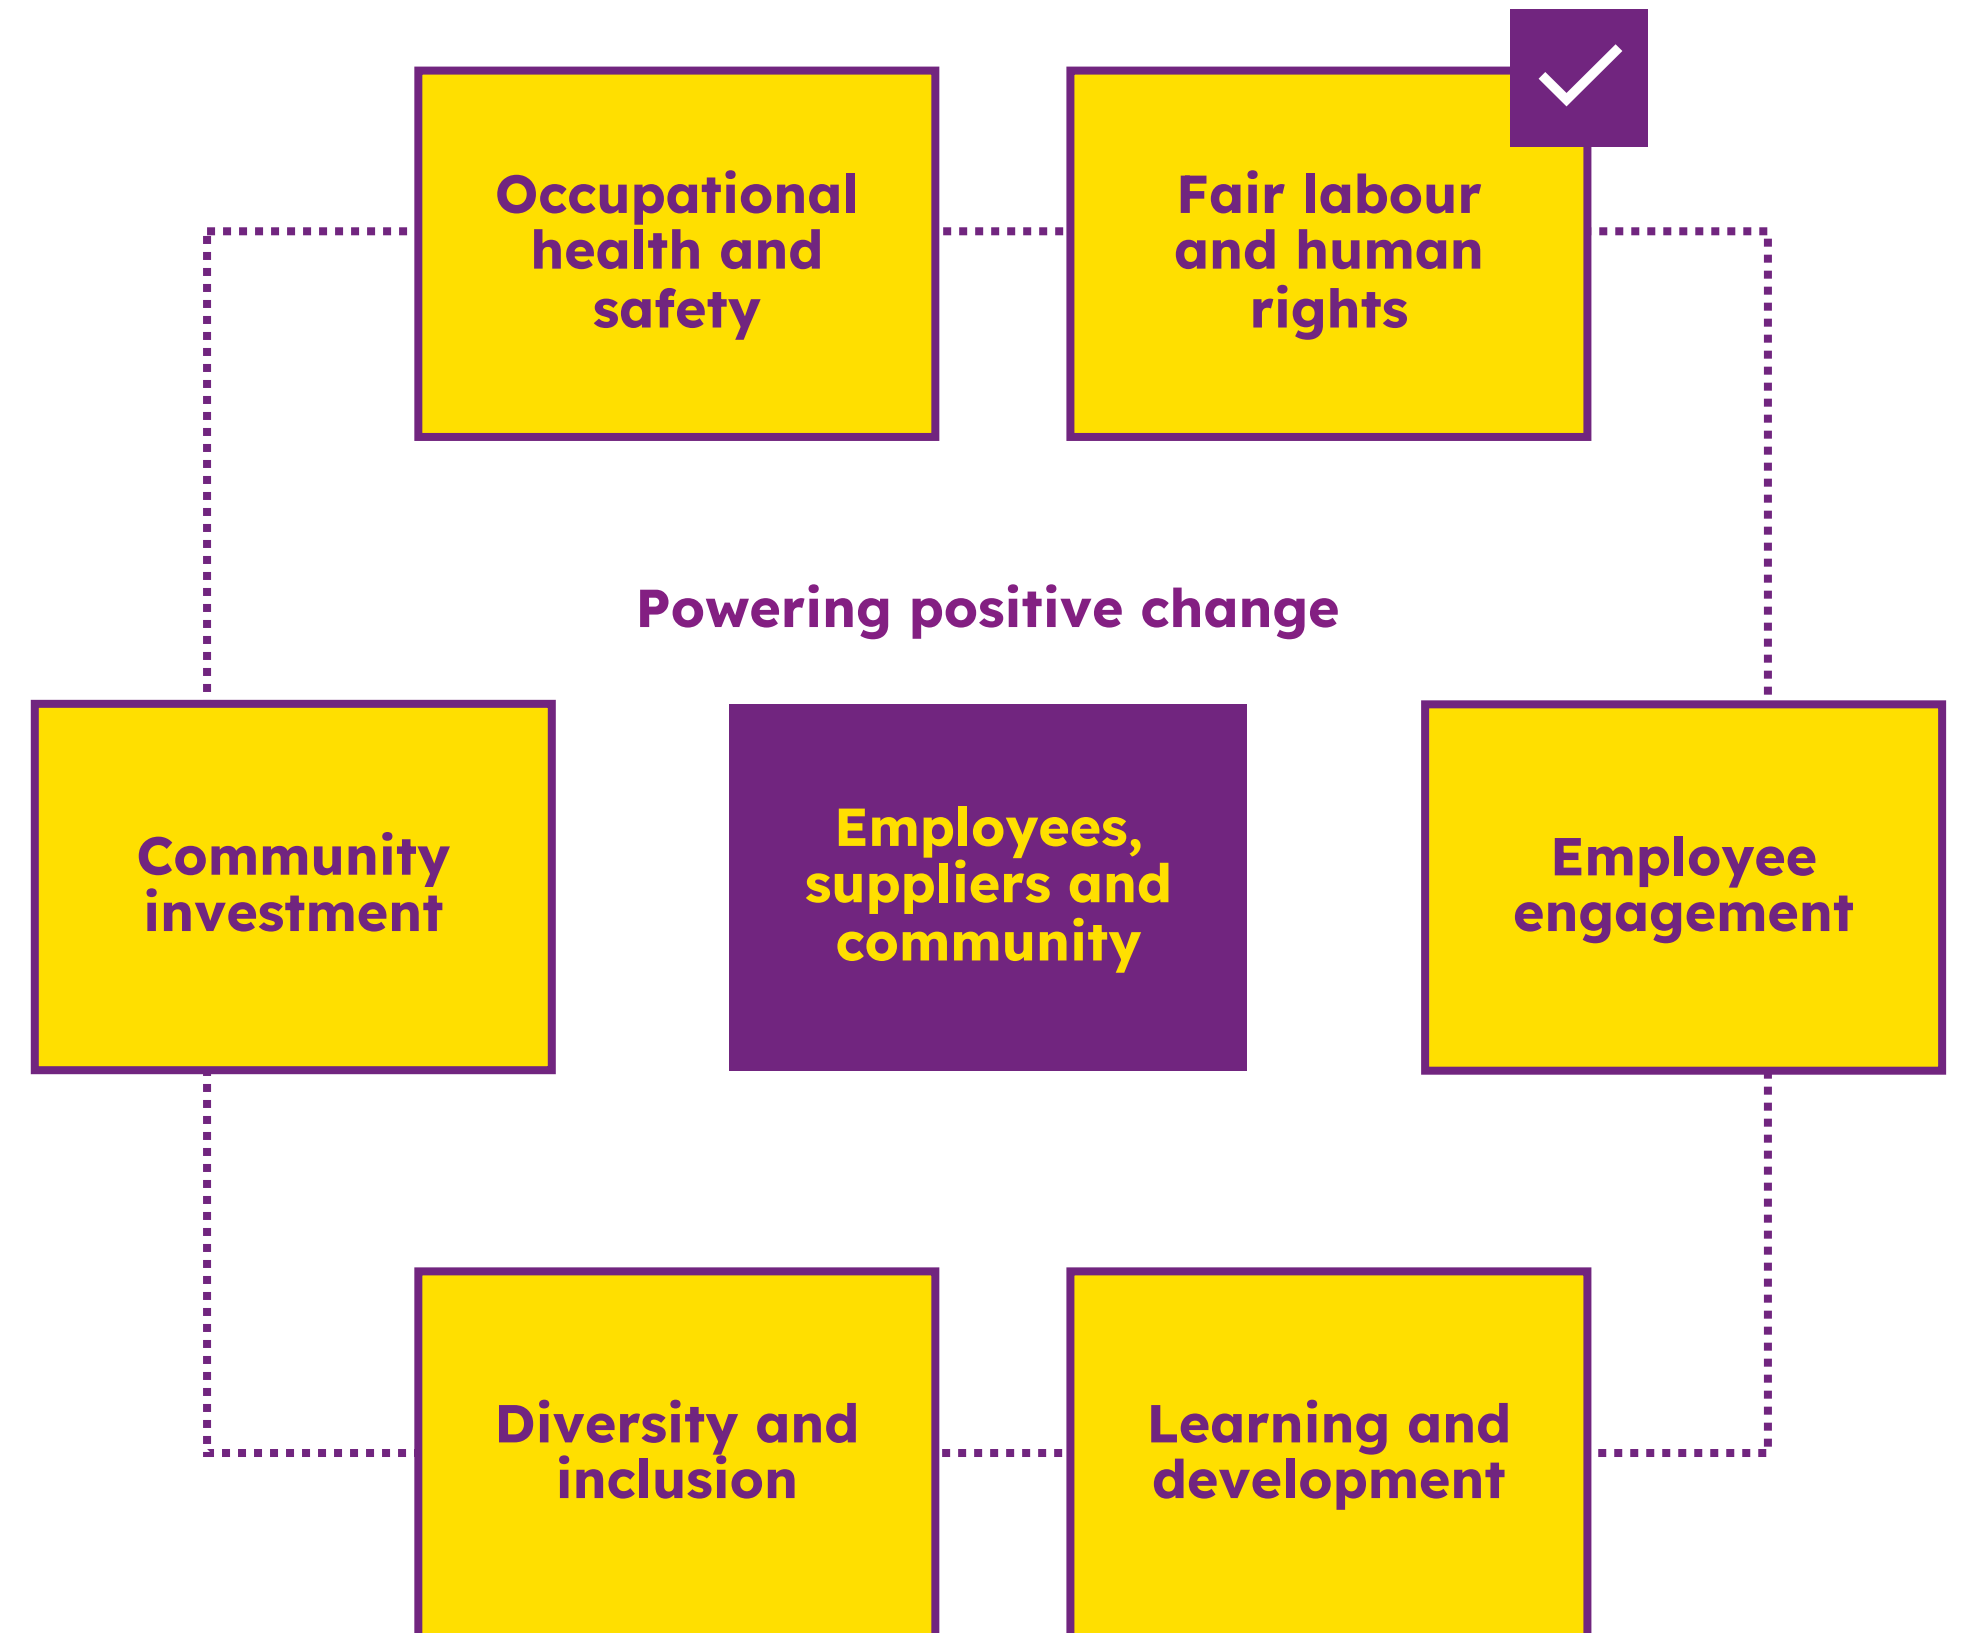 Occupational
health and
safety
Fair labour
and human
rights
Powering positive change
Community
investment
Employees,
suppliers and
community
Employee
engagement
Diversity and
inclusion
Learning and
development